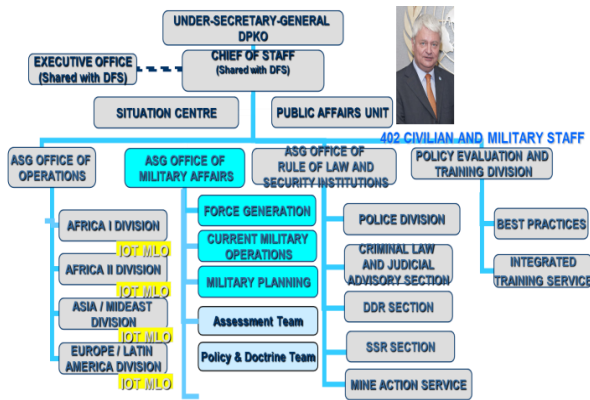 UNDER-SECRETARY-GENERAL
DPKO
EXECUTIVE OFFICE
(Shared with DFS)
CHIEF OF STAFF
(Shared with DFS)
SITUATION CENTRE
PUBLIC AFFAIRS UNIT
402 CIVILIAN AND MILITARY STAFF
ASG OFFICE OF
OPERATIONS
AFRICA I DIVISION
IOT MLO
AFRICA II DIVISION
IOT MLO
ASIA / MIDEAST
DIVISION
IOT MLO
EUROPE / LATIN
AMERICA DIVISION
IOT MLO
ASG OFFICE OF
MILITARY AFFAIRS
FORCE GENERATION
CURRENT MILITARY
OPERATIONS
MILITARY PLANNING
Assessment Team
Policy & Doctrine Team
ASG OFFICE OF
RULE OF LAW AND
SECURITY INSTITUTIONS
POLICE DIVISION
CRIMINAL LAW
AND JUDICIAL
ADVISORY SECTION
DDR SECTION
SSR SECTION
MINE ACTION SERVICE
POLICY EVALUATION AND
TRAINING DIVISION
BEST PRACTICES
INTEGRATED
TRAINING SERVICE